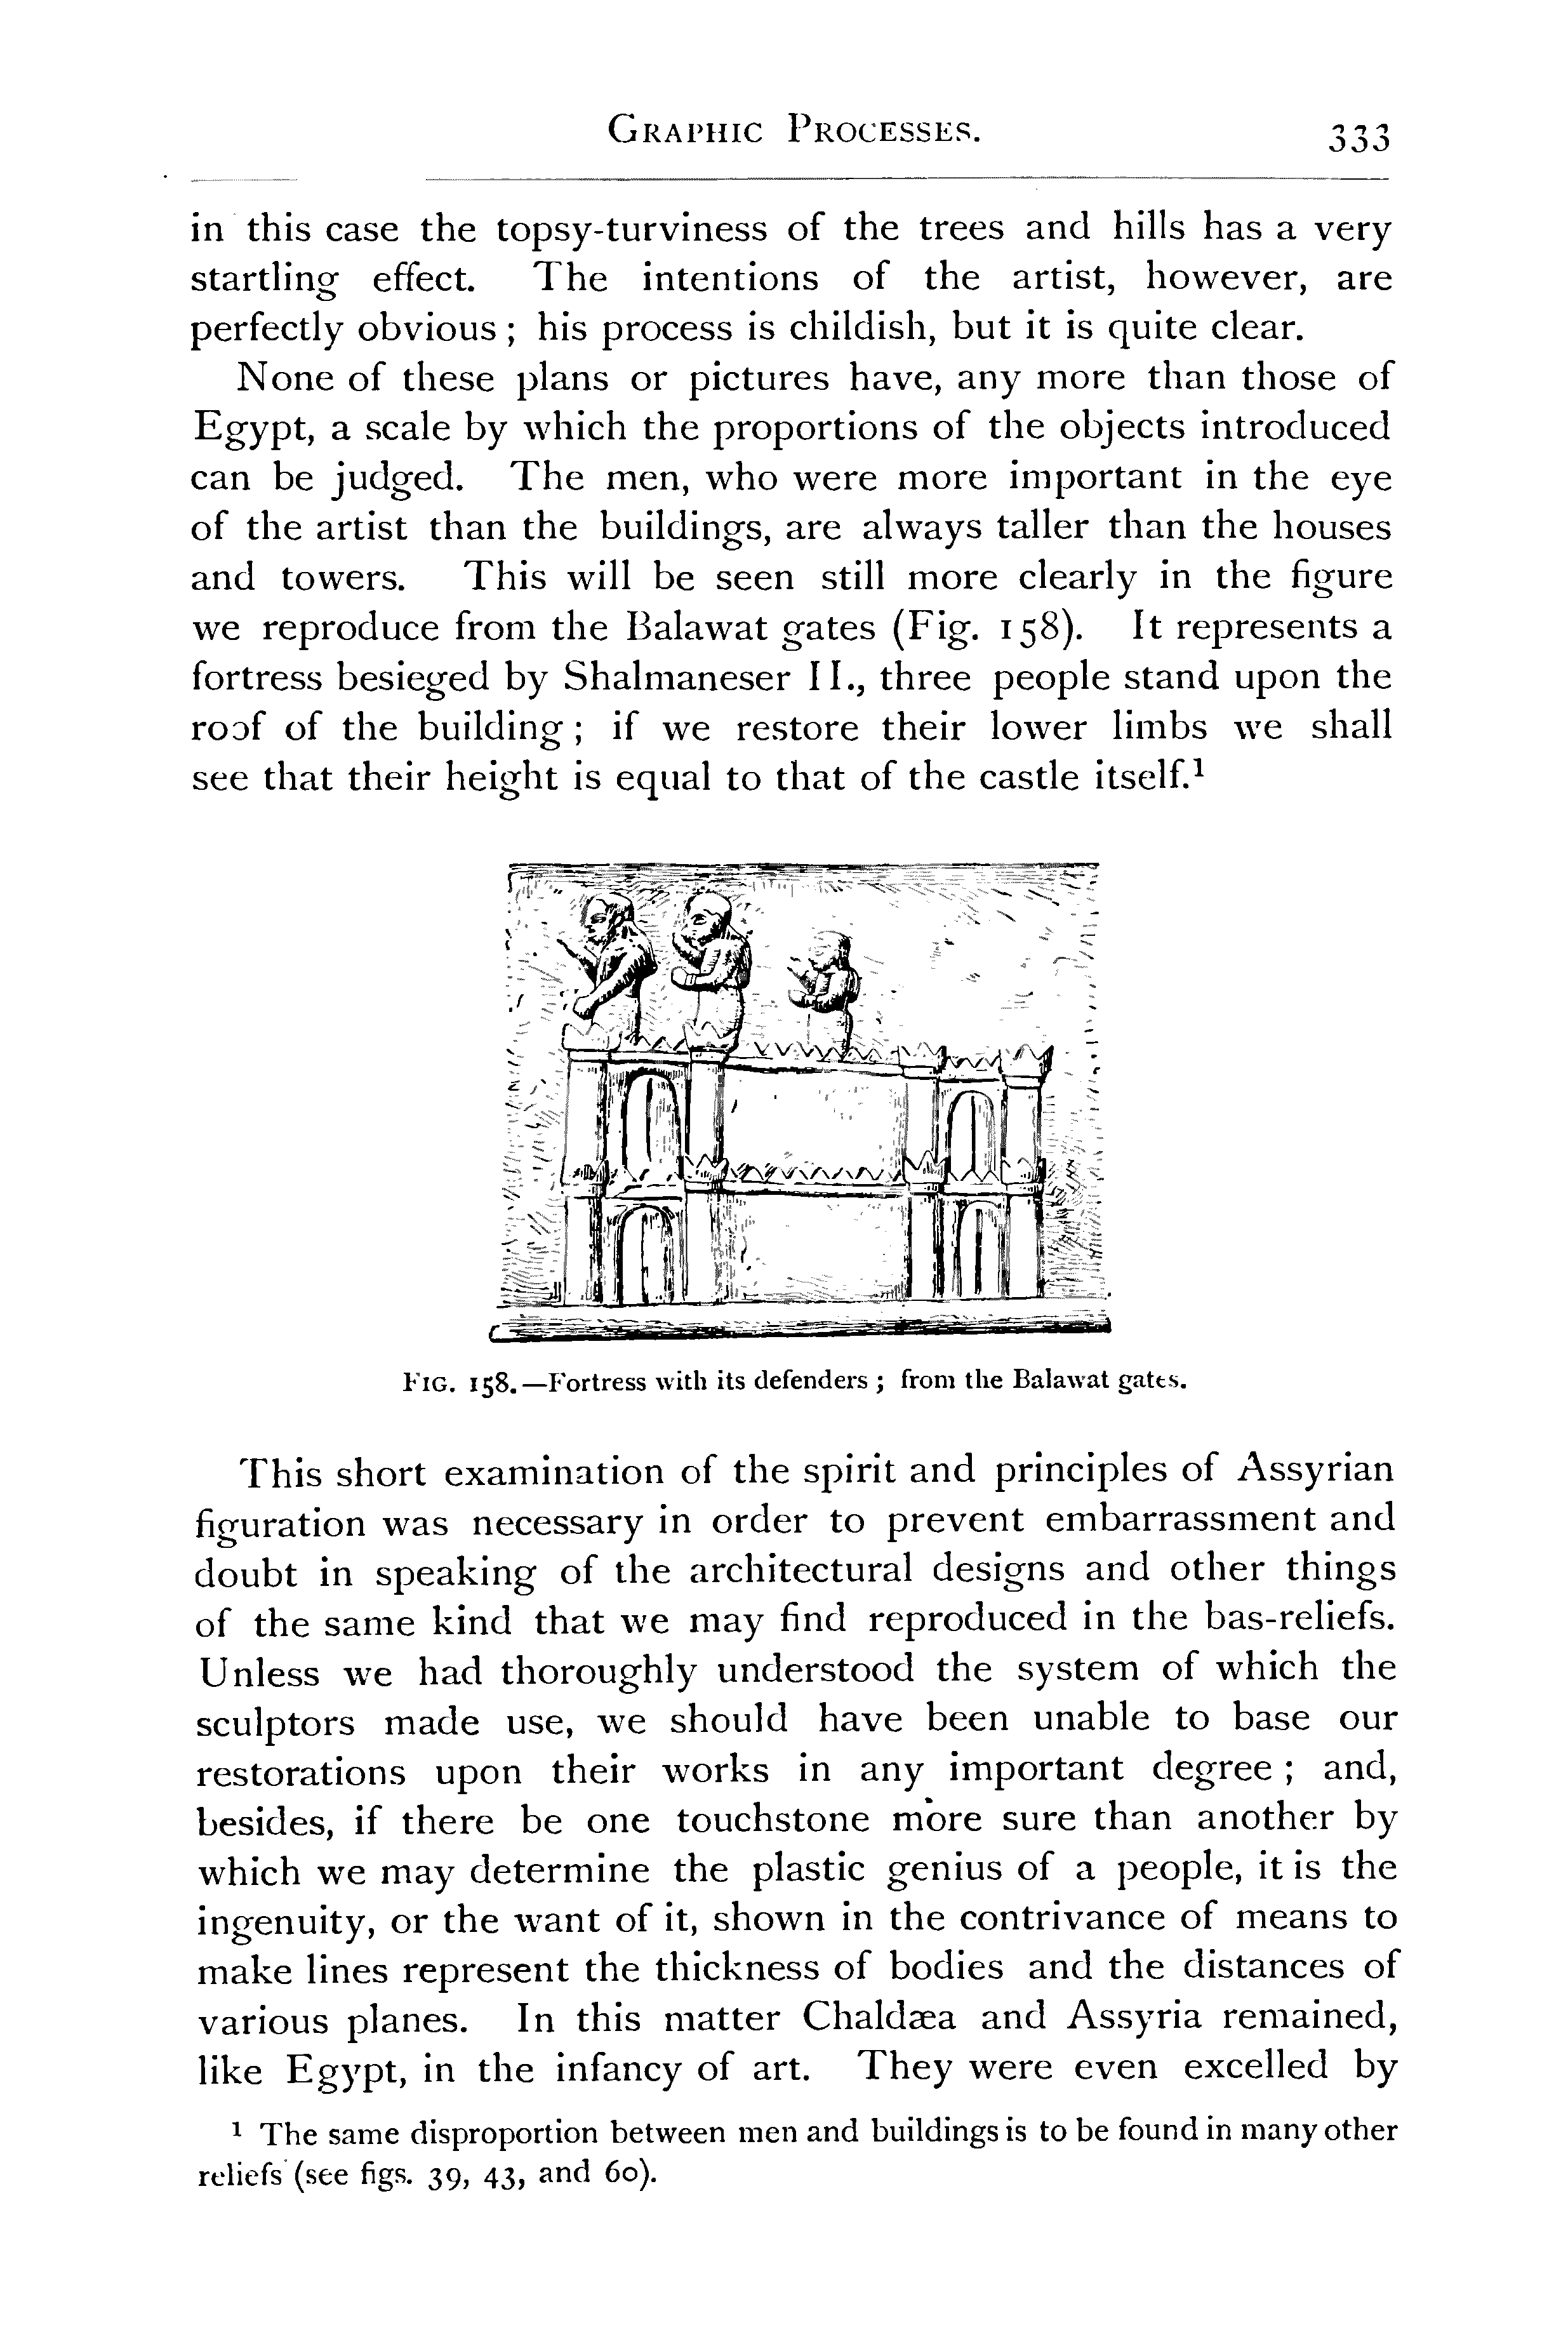 GRAPHIC PROCESSES. 333
in this case the topsy-turviness of the trees and hills has a very
startling effect. The intentions of the artist, however, are
perfectly obvious ; his process is childish, but it is quite clear.
None of these plans or pictures have, any more than those of
Egypt, a scale by which the proportions of the objects introduced
can be judged. The men, who were more important in the eye
of the artist than the buildings, are always taller than the houses
and towers. This will be seen still more clearly in the figure
we reproduce from the Balawat gates (Fig. 158). It represents a
fortress besieged by Shalmaneser II., three people stand upon the
roof of the building ; if we restore their lower limbs we shall
see that their height is equal to that of the castle itself.¹
FIG. 158.—Fortress with its defenders ; from the Balawat gates.
This short examination of the spirit and principles of Assyrian
figuration was necessary in order to prevent embarrassment and
doubt in speaking of the architectural designs and other things
of the same kind that we may find reproduced in the bas-reliefs.
Unless we had thoroughly understood the system of which the
sculptors made use, we should have been unable to base our
restorations upon their works in any important degree ; and,
besides, if there be one touchstone more sure than another by
which we may determine the plastic genius of a people, it is the
ingenuity, or the want of it, shown in the contrivance of means to
make lines represent the thickness of bodies and the distances of
various planes. In this matter Chaldæa and Assyria remained,
like Egypt, in the infancy of art. They were even excelled by
¹ The same disproportion between men and buildings is to be found in many other
reliefs (see figs. 39, 43, and 60).